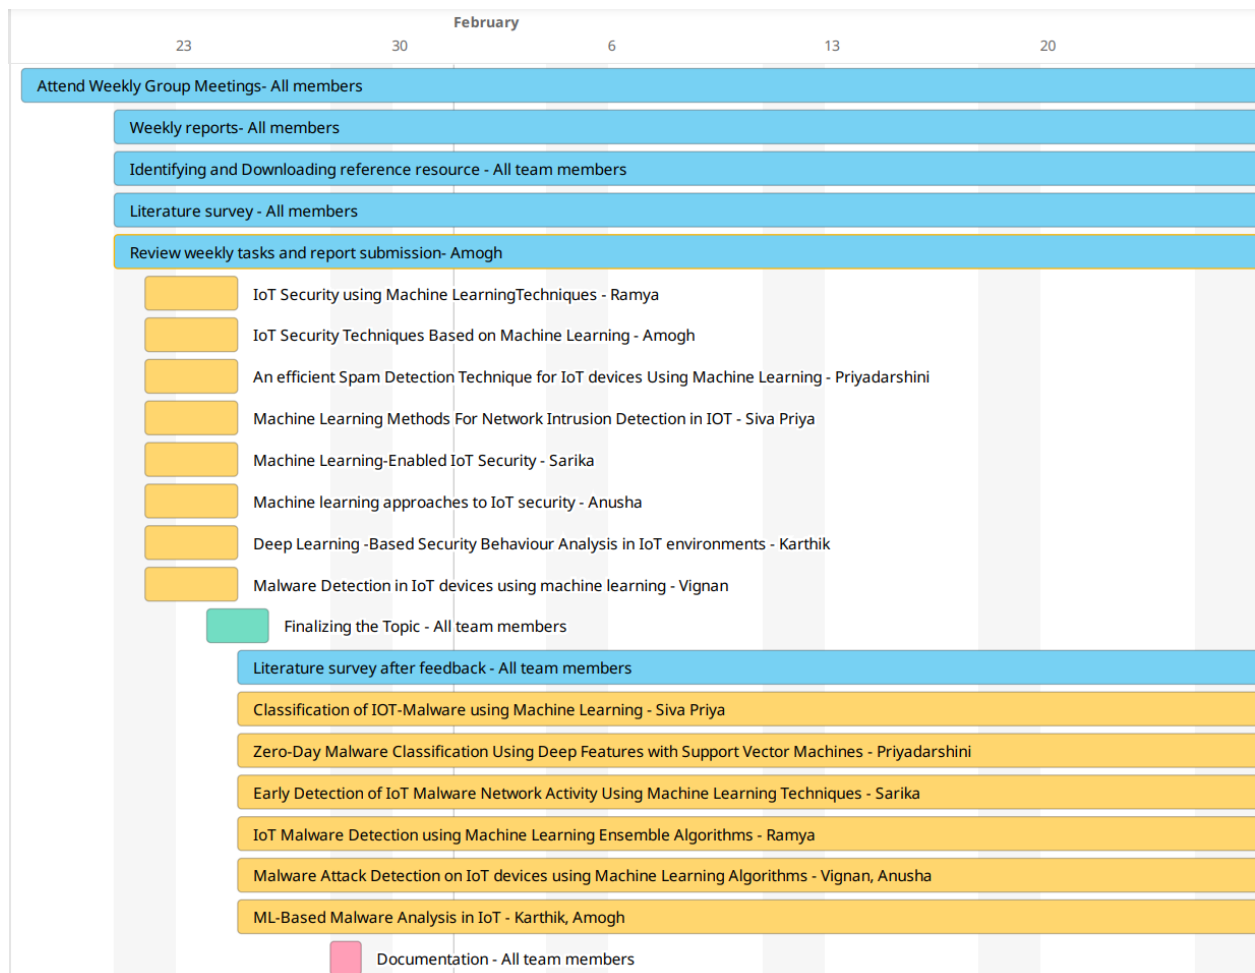 February
23 30 6 13 20
Attend Weekly Group Meetings- All members
Weekly reports- All members
Identifying and Downloading reference resource - All team members
Literature survey - All members
Review weekly tasks and report submission- Amogh
IoT Security using Machine LearningTechniques - Ramya
IoT Security Techniques Based on Machine Learning - Amogh
An efficient Spam Detection Technique for IoT devices Using Machine Learning - Priyadarshini
Machine Learning Methods For Network Intrusion Detection in IOT - Siva Priya
Machine Learning-Enabled IoT Security - Sarika
Machine learning approaches to IoT security - Anusha
Deep Learning -Based Security Behaviour Analysis in IoT environments - Karthik
Malware Detection in IoT devices using machine learning - Vignan
Finalizing the Topic - All team members
Literature survey after feedback - All team members
Classification of IOT-Malware using Machine Learning - Siva Priya
Zero-Day Malware Classification Using Deep Features with Support Vector Machines - Priyadarshini
Early Detection of IoT Malware Network Activity Using Machine Learning Techniques - Sarika
IoT Malware Detection using Machine Learning Ensemble Algorithms - Ramya
Malware Attack Detection on IoT devices using Machine Learning Algorithms - Vignan, Anusha
ML-Based Malware Analysis in IoT - Karthik, Amogh
Documentation - All team members